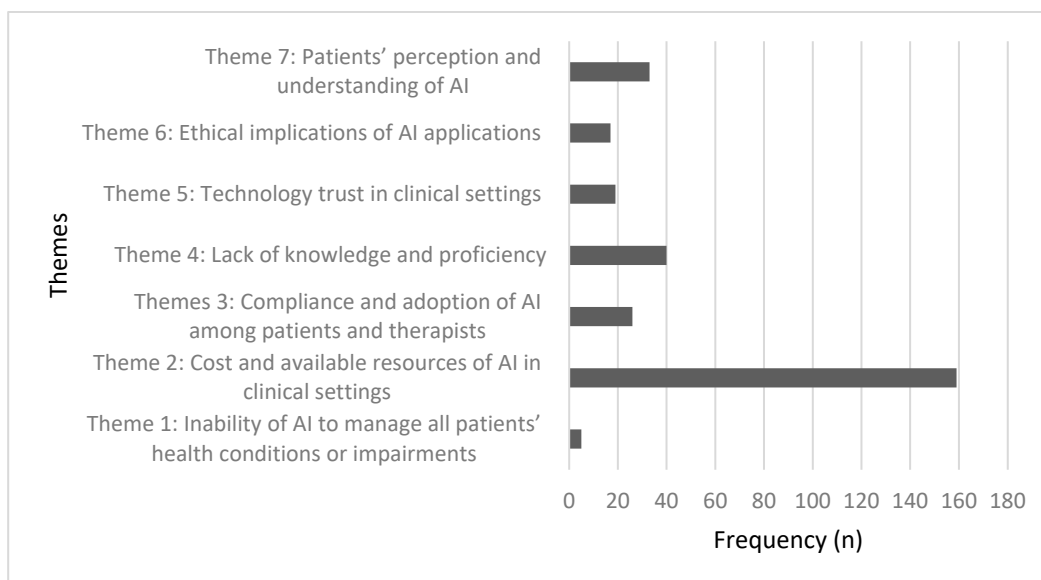 Theme 7: Patients’ perception and
understanding of AI
Theme 6: Ethical implications of AI applications
Theme 5: Technology trust in clinical settings
Theme 4: Lack of knowledge and proficiency
Themes 3: Compliance and adoption of AI
among patients and therapists
Theme 2: Cost and available resources of AI in
clinical settings
Theme 1: Inability of AI to manage all patients’
health conditions or impairments
Themes
0 20 40 60 80 100 120 140 160 180
Frequency (n)